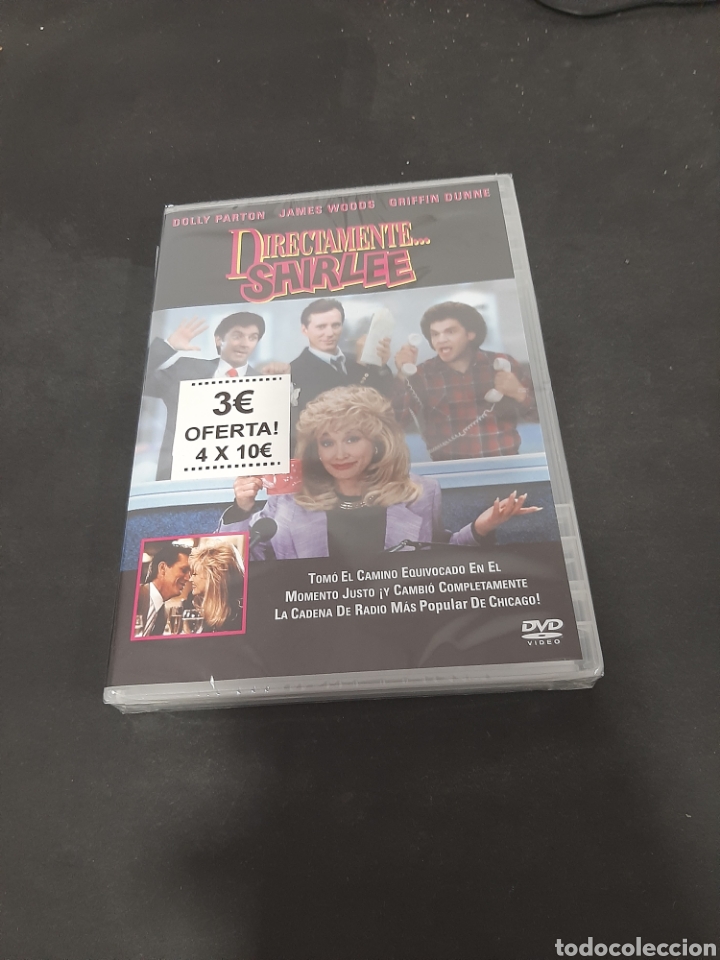 DOLLY PARTON JAMES WOODS GRIFFIN DUNNE
DIRECTAMENTE...
SHIRLEE
3€
OFERTA!
4 X 10€
TOMÓ EL CAMINO EQUIVOCADO EN EL
MOMENTO JUSTO ¡Y CAMBIÓ COMPLETAMENTE
LA CADENA DE RADIO MÁS POPULAR DE CHICAGO!
DVD
VIDEO
todocoleccion